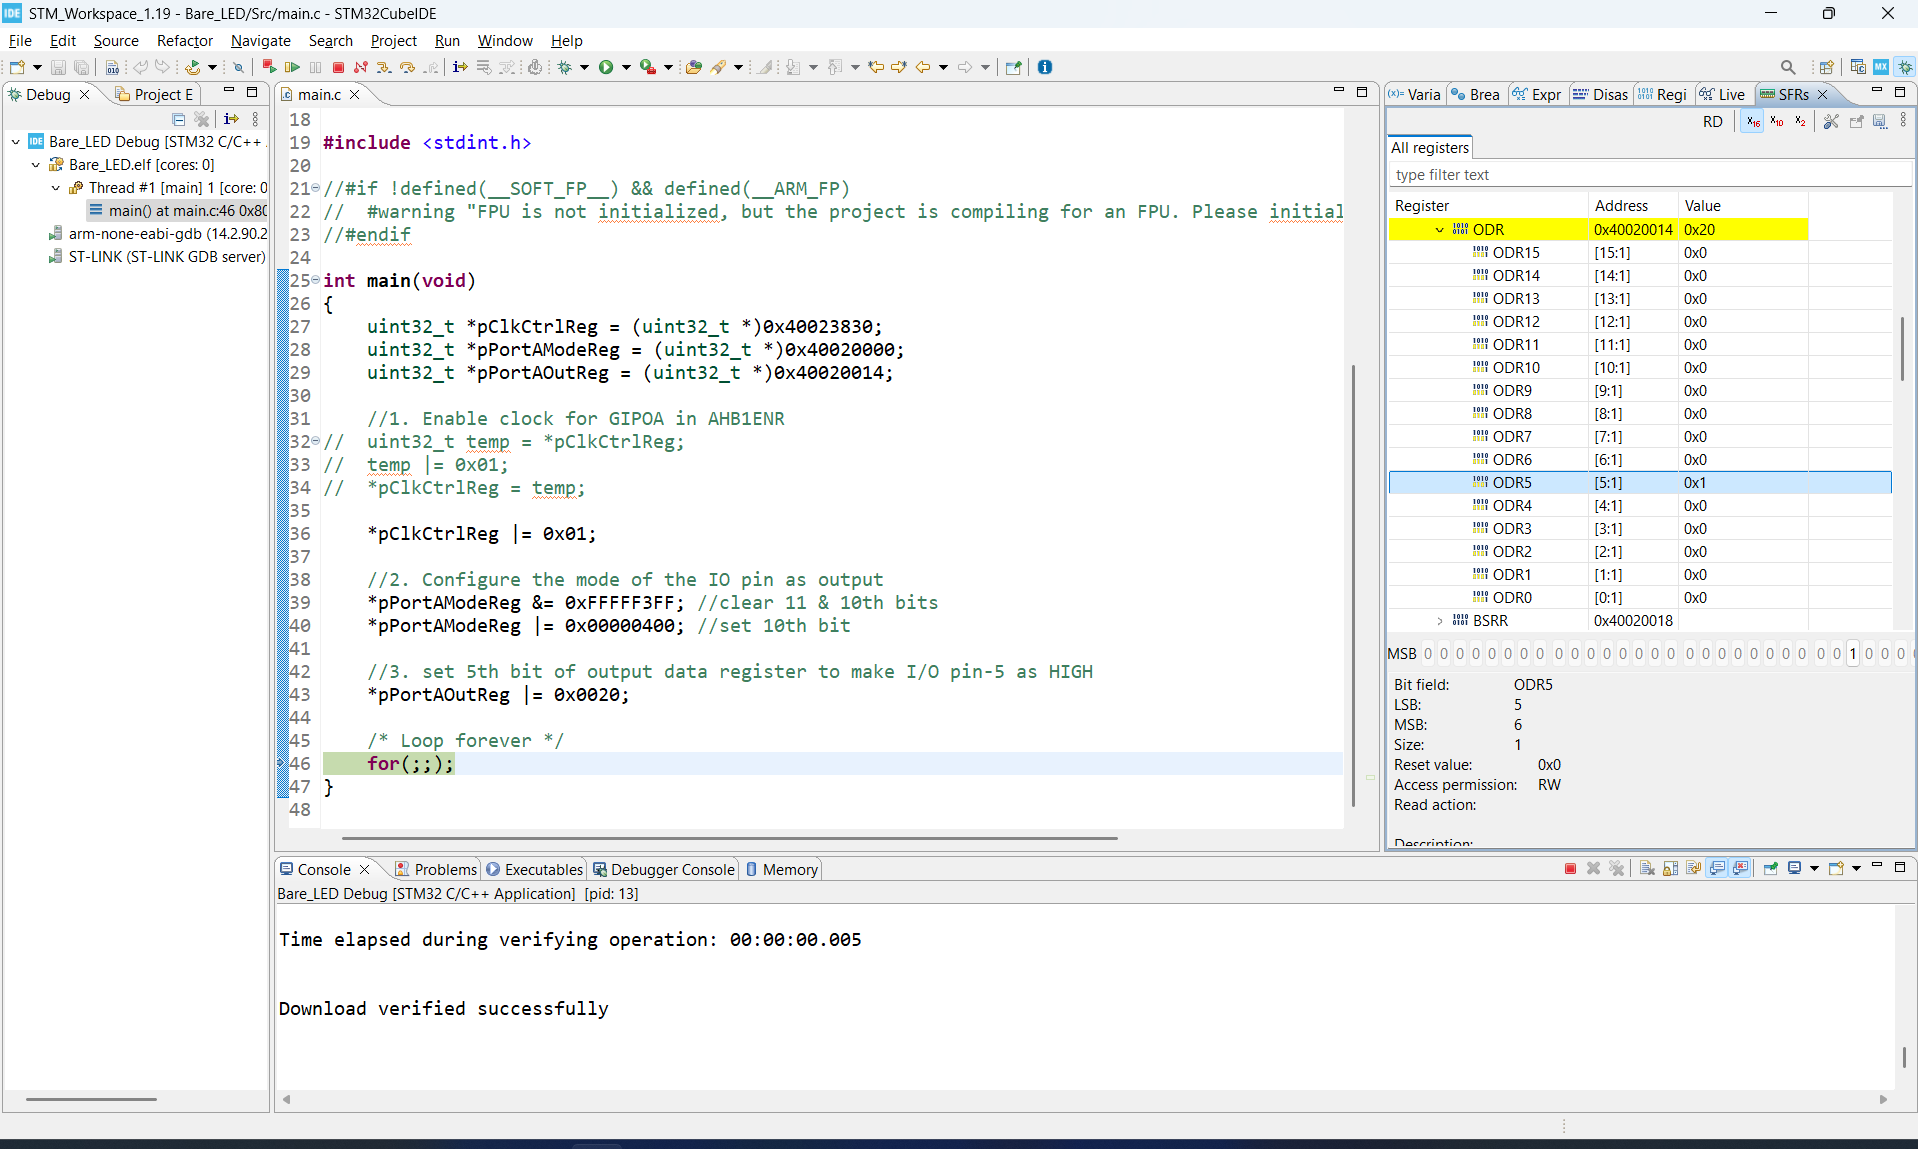 IDE STM_Workspace_1.19 - Bare_LED/Src/main.c - STM32CubeIDE
File Edit Source Refactor Navigate Search Project Run Window Help
Debug Project E
Bare_LED Debug [STM32 C/C++
Bare_LED.elf [cores: 0]
Thread #1 [main] 1 [core: 0
main() at main.c:46 0x80
arm-none-eabi-gdb (14.2.90.2
ST-LINK (ST-LINK GDB server)
main.c
18
19 #include <stdint.h>
20
21 //#if !defined(__SOFT_FP__) && defined(__ARM_FP)
22 //  #warning "FPU is not initialized, but the project is compiling for an FPU. Please initial
23 //#endif
24
25 int main(void)
26 {
27     uint32_t *pClkCtrlReg = (uint32_t *)0x40023830;
28     uint32_t *pPortAModeReg = (uint32_t *)0x40020000;
29     uint32_t *pPortAOutReg = (uint32_t *)0x40020014;
30
31     //1. Enable clock for GIPOA in AHB1ENR
32 //  uint32_t temp = *pClkCtrlReg;
33 //  temp |= 0x01;
34 //  *pClkCtrlReg = temp;
35
36     *pClkCtrlReg |= 0x01;
37
38     //2. Configure the mode of the IO pin as output
39     *pPortAModeReg &= 0xFFFFF3FF; //clear 11 & 10th bits
40     *pPortAModeReg |= 0x00000400; //set 10th bit
41
42     //3. set 5th bit of output data register to make I/O pin-5 as HIGH
43     *pPortAOutReg |= 0x0020;
44
45     /* Loop forever */
46     for(;;);
47 }
48
(x)= Varia Brea Expr Disas Regi Live SFRs
RD X16 X10 X2
All registers
type filter text
Register Address Value
ODR 0x40020014 0x20
ODR15 [15:1] 0x0
ODR14 [14:1] 0x0
ODR13 [13:1] 0x0
ODR12 [12:1] 0x0
ODR11 [11:1] 0x0
ODR10 [10:1] 0x0
ODR9 [9:1] 0x0
ODR8 [8:1] 0x0
ODR7 [7:1] 0x0
ODR6 [6:1] 0x0
ODR5 [5:1] 0x1
ODR4 [4:1] 0x0
ODR3 [3:1] 0x0
ODR2 [2:1] 0x0
ODR1 [1:1] 0x0
ODR0 [0:1] 0x0
BSRR 0x40020018
MSB 0 0 0 0 0 0 0 0 0 0 0 0 0 0 0 0 0 0 0 0 0 0 0 0 0 0 1 0 0 0
Bit field: ODR5
LSB: 5
MSB: 6
Size: 1
Reset value: 0x0
Access permission: RW
Read action:
Description:
Console Problems Executables Debugger Console Memory
Bare_LED Debug [STM32 C/C++ Application] [pid: 13]
Time elapsed during verifying operation: 00:00:00.005
Download verified successfully